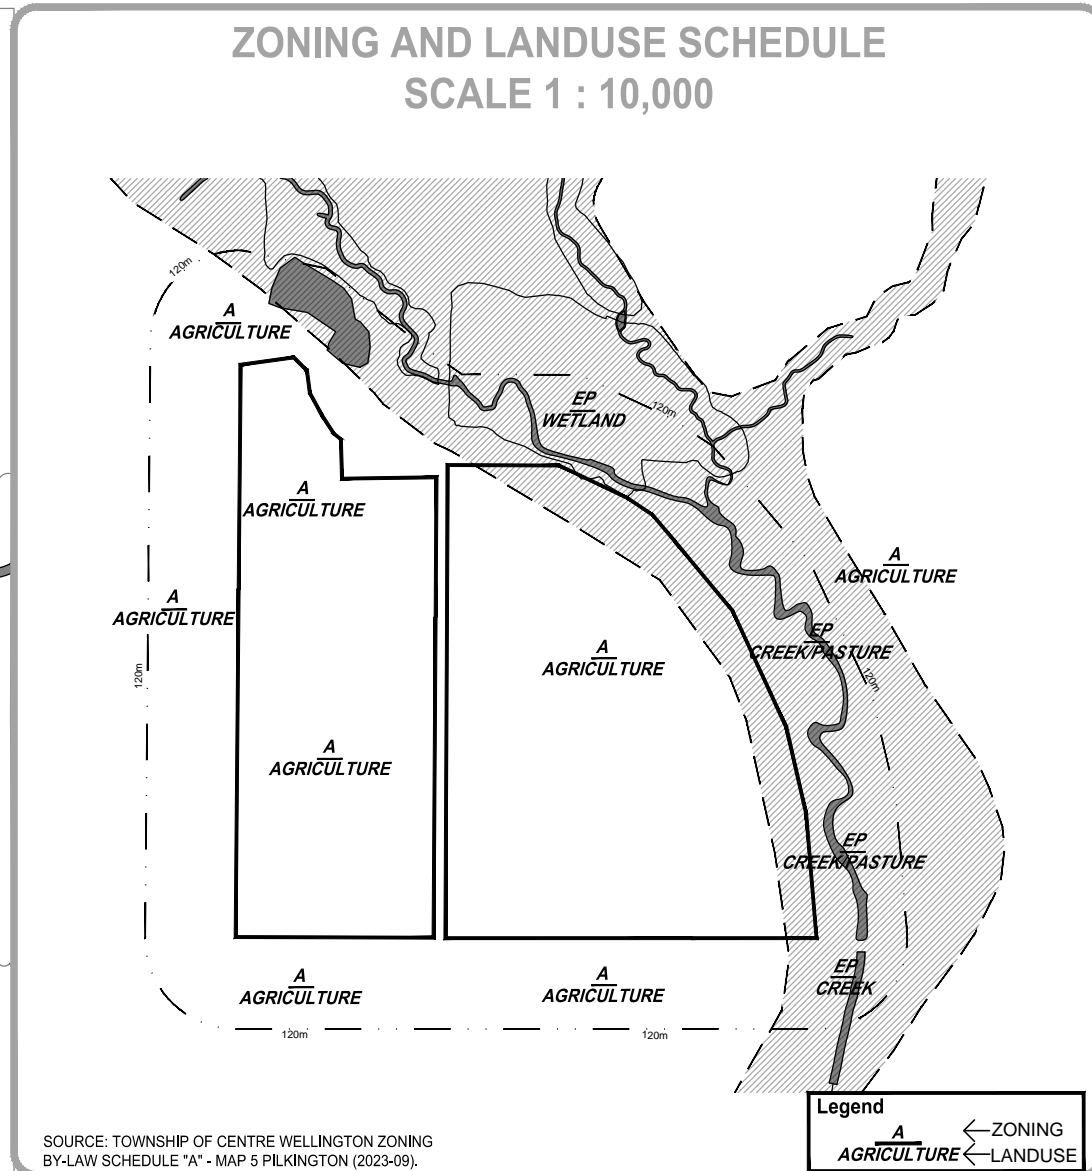 ZONING AND LANDUSE SCHEDULE
SCALE 1 : 10,000
120m
A
AGRICULTURE
EP
WETLAND
120m
A
AGRICULTURE
A
AGRICULTURE
A
AGRICULTURE
EP
CREEK/PASTURE
A
AGRICULTURE
120m
120m
A
AGRICULTURE
EP
CREEK/PASTURE
A
AGRICULTURE
A
AGRICULTURE
EP
CREEK
120m
120m
Legend
A
AGRICULTURE
ZONING
LANDUSE
SOURCE: TOWNSHIP OF CENTRE WELLINGTON ZONING
BY-LAW SCHEDULE "A" - MAP 5 PILKINGTON (2023-09).